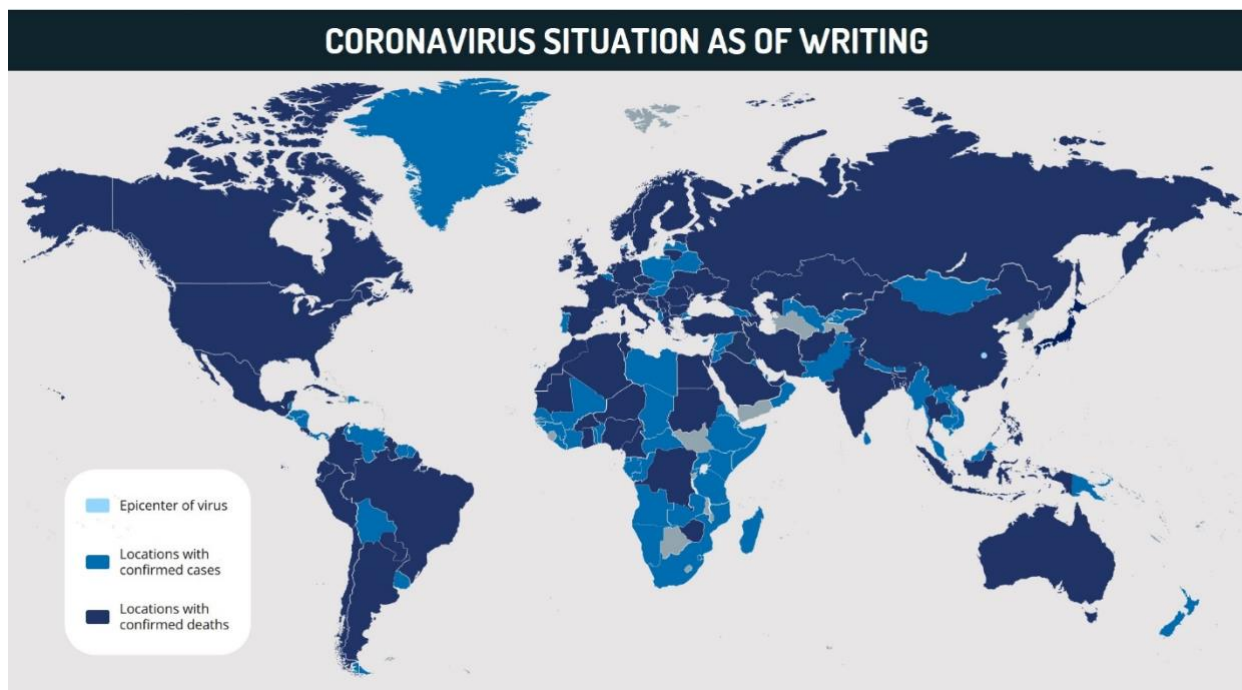 CORONAVIRUS SITUATION AS OF WRITING
Epicenter of virus
Locations with
confirmed cases
Locations with
confirmed deaths